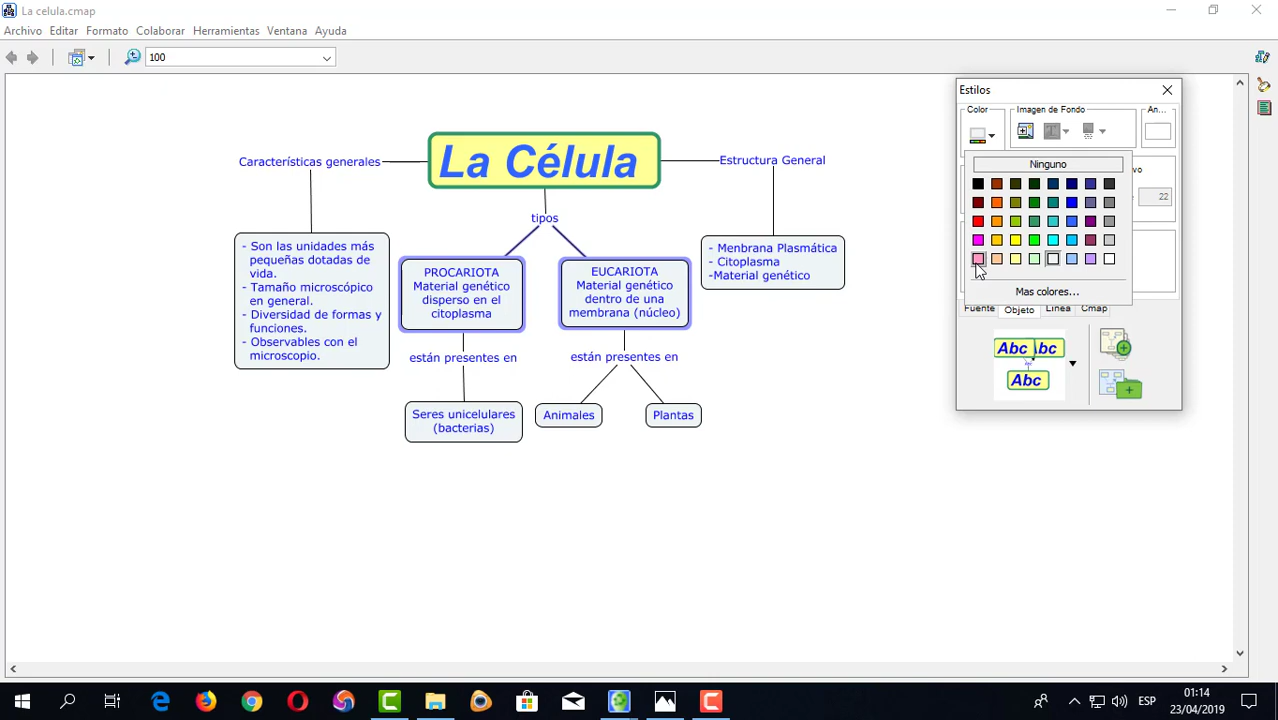 La celula.cmap
Archivo Editar Formato Colaborar Herramientas Ventana Ayuda
100
La Célula
Características generales
Estructura General
tipos
- Son las unidades más
pequeñas dotadas de
vida.
- Tamaño microscópico
en general.
- Diversidad de formas y
funciones.
- Observables con el
microscopio.
PROCARIOTA
Material genético
disperso en el
citoplasma
EUCARIOTA
Material genético
dentro de una
membrana (núcleo)
- Menbrana Plasmática
- Citoplasma
-Material genético
están presentes en
están presentes en
Seres unicelulares
(bacterias)
Animales
Plantas
Estilos
Color
Imagen de Fondo
An...
Ninguno
vo
22
Mas colores...
Fuente Objeto Línea Cmap
Abc
Abc
Abc
ESP
01:14
23/04/2019